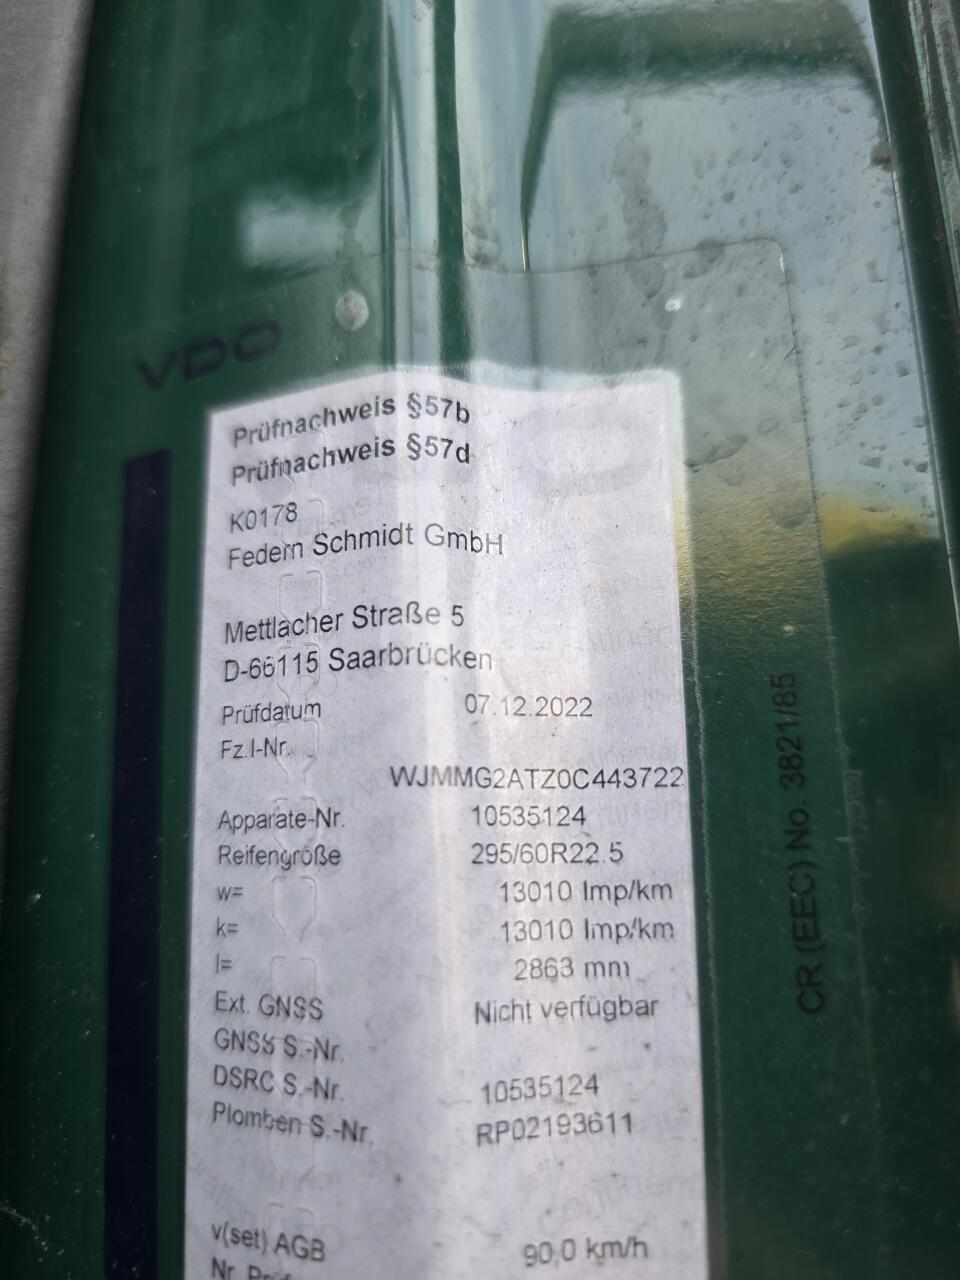 VDO
Prüfnachweis §57b
Prüfnachweis §57d
K0178
Federn Schmidt GmbH
Mettlacher Straße 5
D-66115 Saarbrücken
Prüfdatum 07.12.2022
Fz.I-Nr.
WJMMG2ATZ0C443722
Apparate-Nr. 10535124
Reifengröße 295/60R22.5
w= 13010 Imp/km
k= 13010 Imp/km
l= 2863 mm
Ext. GNSS Nicht verfügbar
GNSS S.-Nr.
DSRC S.-Nr. 10535124
Plomben S.-Nr. RP02193611
v(set) AGB 90,0 km/h
Nr.
CR (EEC) No. 3821/85